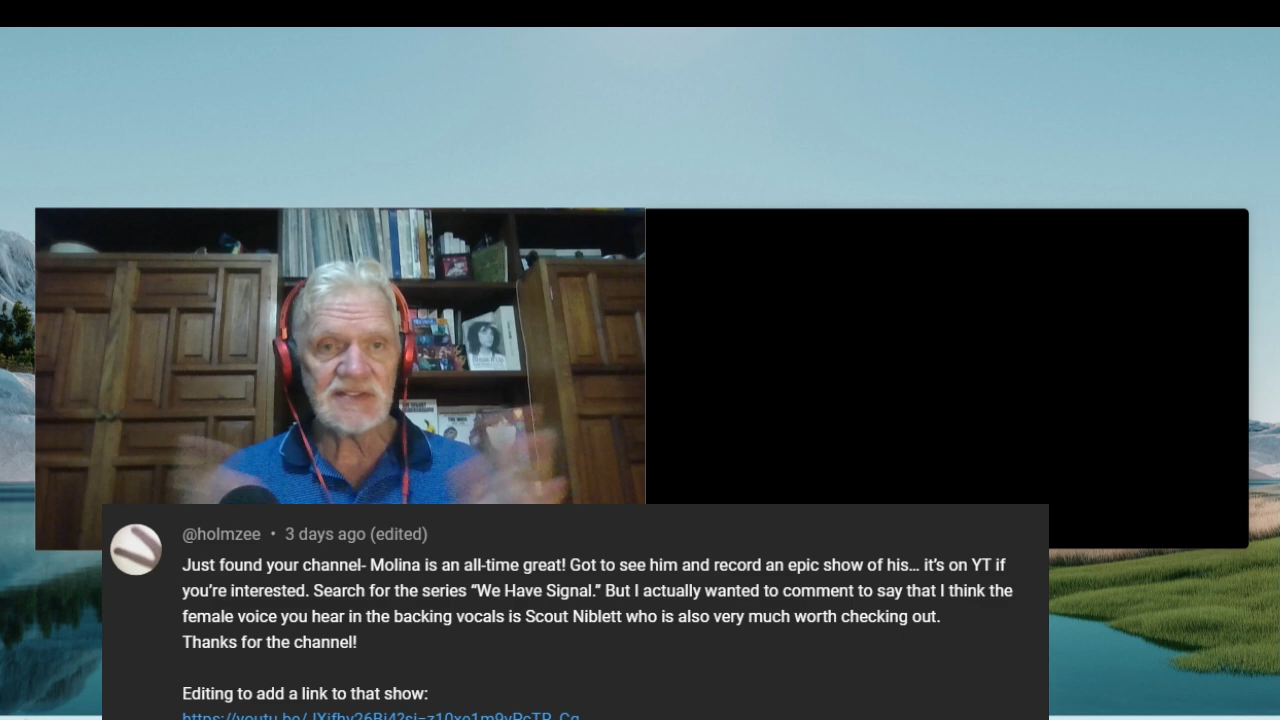 @holmzee • 3 days ago (edited)
Just found your channel- Molina is an all-time great! Got to see him and record an epic show of his... it's on YT if
you're interested. Search for the series “We Have Signal.” But I actually wanted to comment to say that I think the
female voice you hear in the backing vocals is Scout Niblett who is also very much worth checking out.
Thanks for the channel!
Editing to add a link to that show: